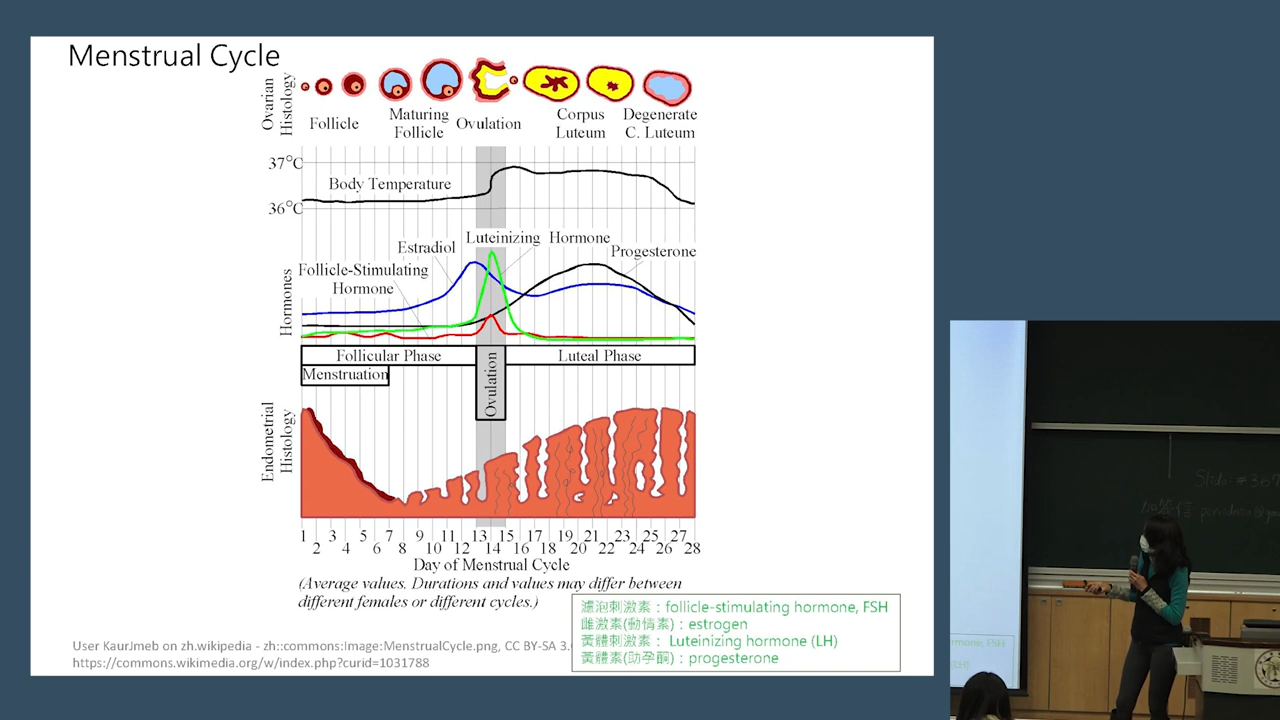 Menstrual Cycle
Ovarian
Histology
Follicle
Maturing
Follicle
Ovulation
Corpus
Luteum
Degenerate
C. Luteum
37°C
Body Temperature
36°C
Hormones
Estradiol
Luteinizing Hormone
Progesterone
Follicle-Stimulating
Hormone
Follicular Phase
Ovulation
Luteal Phase
Menstruation
Endometrial
Histology
1 2 3 4 5 6 7 8 9 10 11 12 13 14 15 16 17 18 19 20 21 22 23 24 25 26 27 28
Day of Menstrual Cycle
(Average values. Durations and values may differ between
different females or different cycles.)
濾泡刺激素：follicle-stimulating hormone, FSH
雌激素(動情素)：estrogen
黃體刺激素： Luteinizing hormone (LH)
黃體素(助孕酮)：progesterone
User KaurJmeb on zh.wikipedia - zh::commons:Image:MenstrualCycle.png, CC BY-SA 3.
https://commons.wikimedia.org/w/index.php?curid=1031788